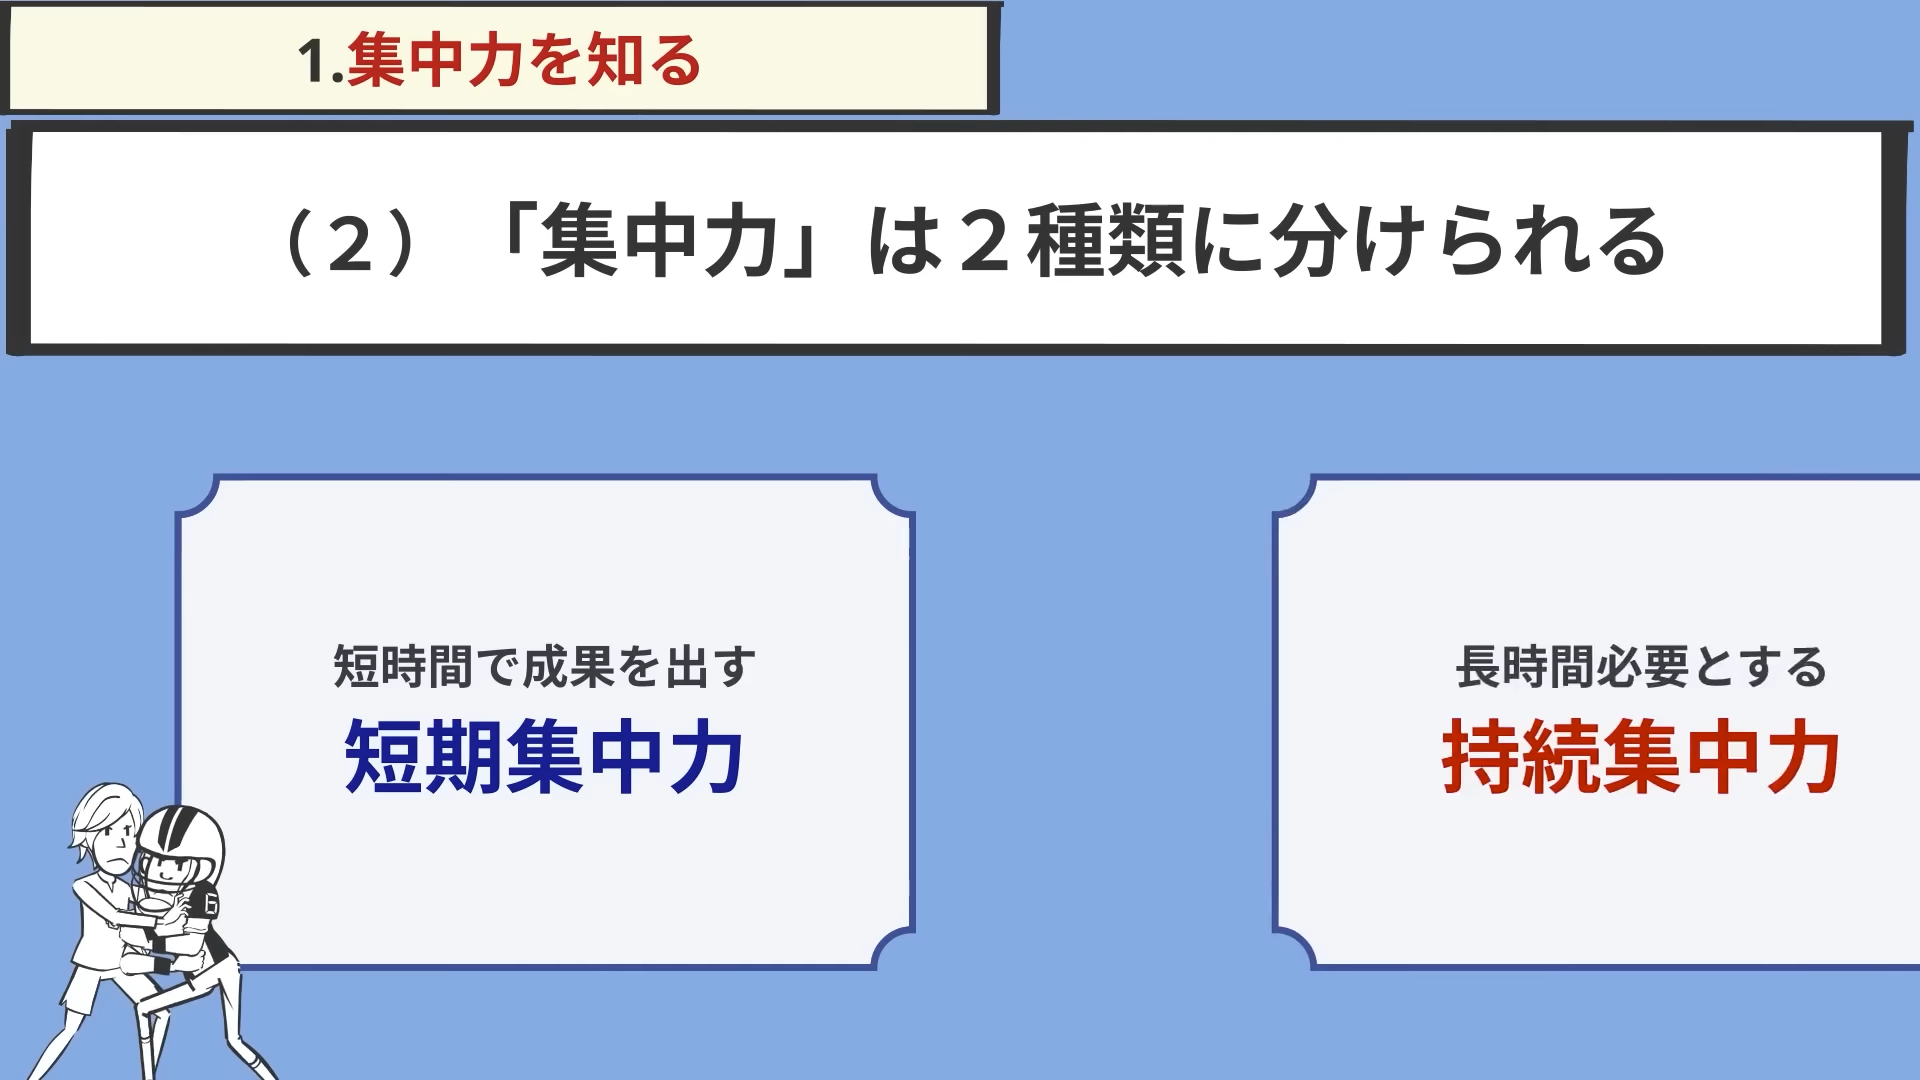 1.集中力を知る
（２）「集中力」は２種類に分けられる
短時間で成果を出す
短期集中力
長時間必要とする
持続集中力
6